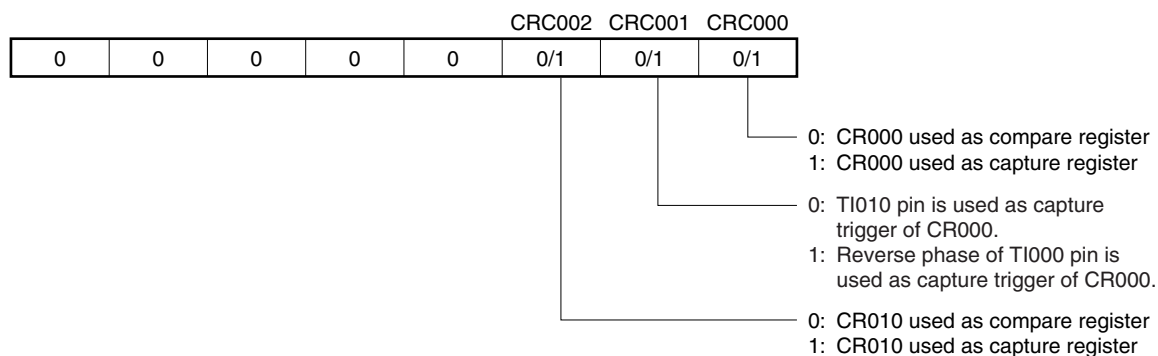 CRC002 CRC001 CRC000
0 0 0 0 0 0/1 0/1 0/1
0: CR000 used as compare register
1: CR000 used as capture register
0: TI010 pin is used as capture
trigger of CR000.
1: Reverse phase of TI000 pin is
used as capture trigger of CR000.
0: CR010 used as compare register
1: CR010 used as capture register